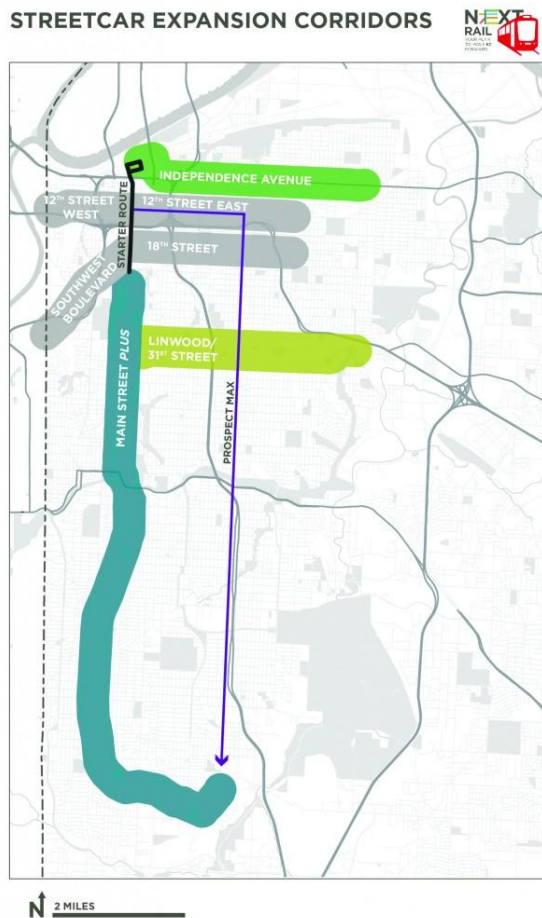 STREETCAR EXPANSION CORRIDORS
NEXT
RAIL
INDEPENDENCE AVENUE
12TH STREET
WEST
12TH STREET EAST
STARTER ROUTE
18TH STREET
SOUTHWEST
BOULEVARD
LINWOOD/
31ST STREET
MAIN STREET PLUS
PROSPECT MAX
N
2 MILES